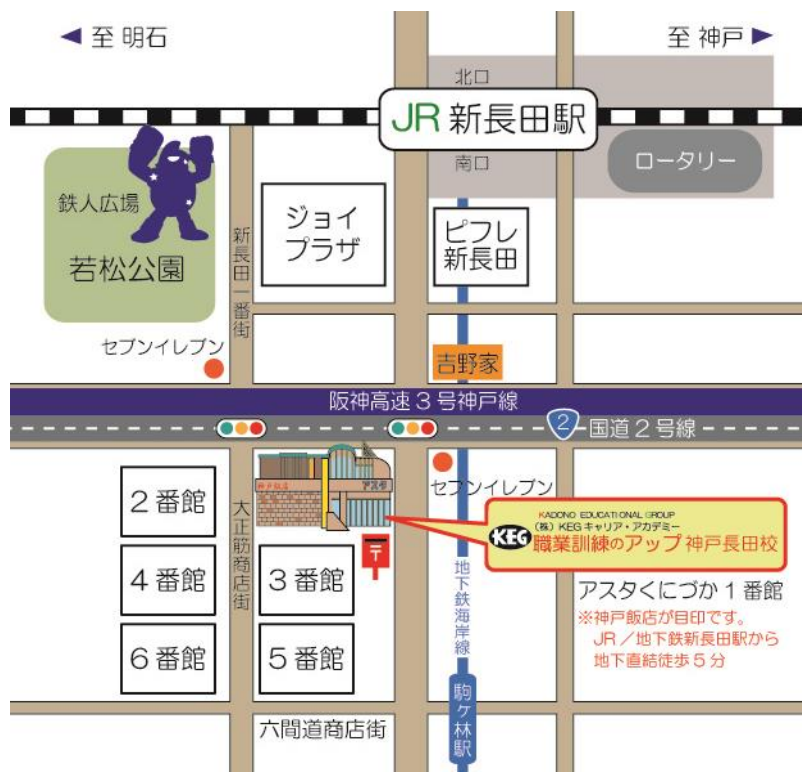 至 明石
至 神戸
北口
JR 新長田駅
南口
ロータリー
鉄人広場
若松公園
新長田一番街
ジョイ
プラザ
ピフレ
新長田
セブンイレブン
吉野家
阪神高速3号神戸線
2
国道2号線
2番館
4番館
6番館
大正筋商店街
神戸飯店
アスタ
〒
3番館
5番館
セブンイレブン
KADONO EDUCATIONAL GROUP
(株) KEGキャリア・アカデミー
KEG
職業訓練のアップ 神戸長田校
アスタくにづか1番館
※神戸飯店が目印です。
JR/地下鉄新長田駅から
地下直結徒歩5分
地下鉄海岸線
駒ヶ林駅
六間道商店街